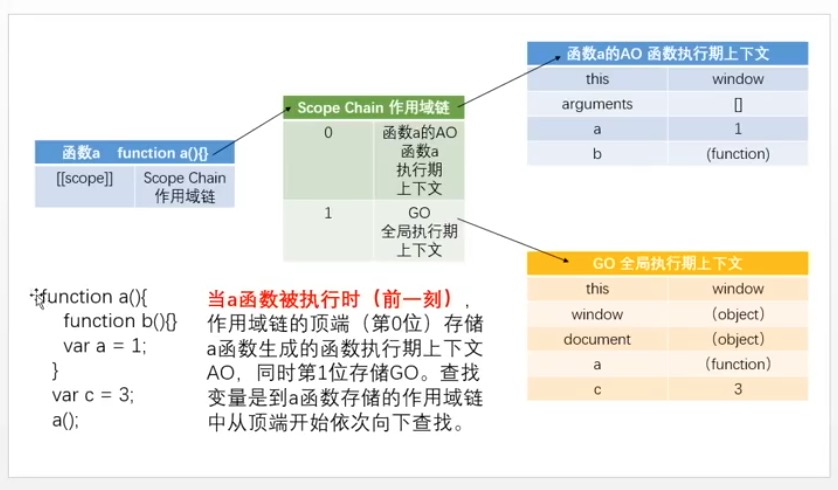 函数a的AO 函数执行期上下文
this window
arguments []
a 1
b (function)
Scope Chain 作用域链
0 函数a的AO
函数a
执行期
上下文
1 GO
全局执行期
上下文
函数a function a(){}
[[scope]] Scope Chain
作用域链
GO 全局执行期上下文
this window
window (object)
document (object)
a (function)
c 3
function a(){
function b(){}
var a = 1;
}
var c = 3;
a();
当a函数被执行时（前一刻），
作用域链的顶端（第0位）存储
a函数生成的函数执行期上下文
AO，同时第1位存储GO。查找
变量是到a函数存储的作用域链
中从顶端开始依次向下查找。